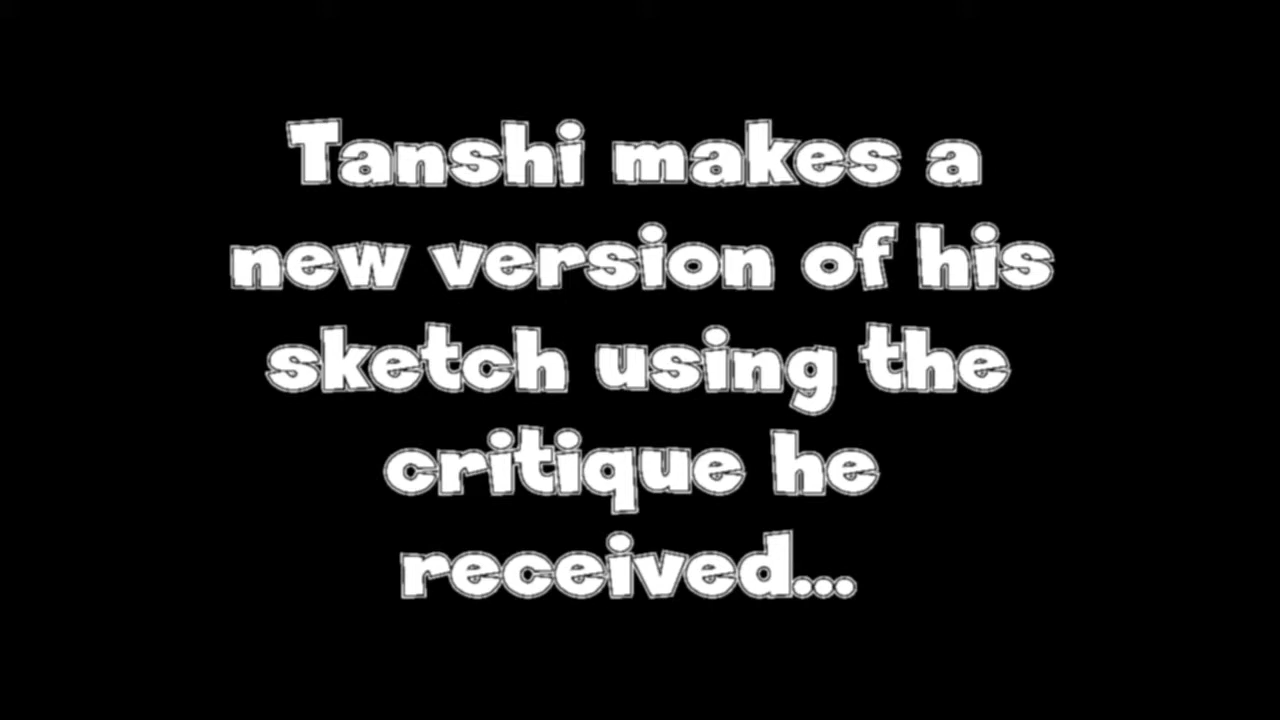 Tanshi makes a
new version of his
sketch using the
critique he
received...